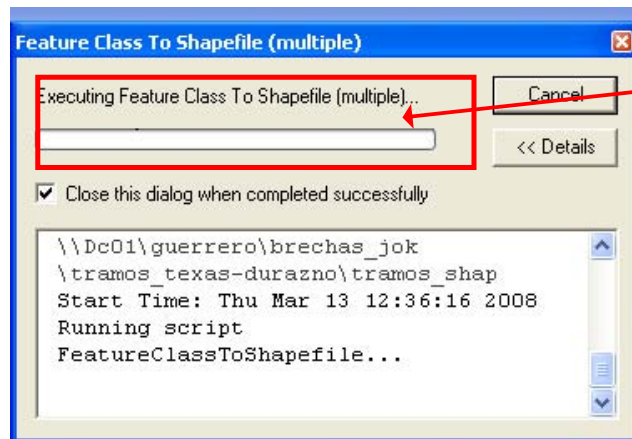 Feature Class To Shapefile (multiple)
Executing Feature Class To Shapefile (multiple)...
Cancel
<< Details
Close this dialog when completed successfully
\\Dc01\guerrero\brechas_jok
\tramos_texas-durazno\tramos_shap
Start Time: Thu Mar 13 12:36:16 2008
Running script
FeatureClassToShapefile...